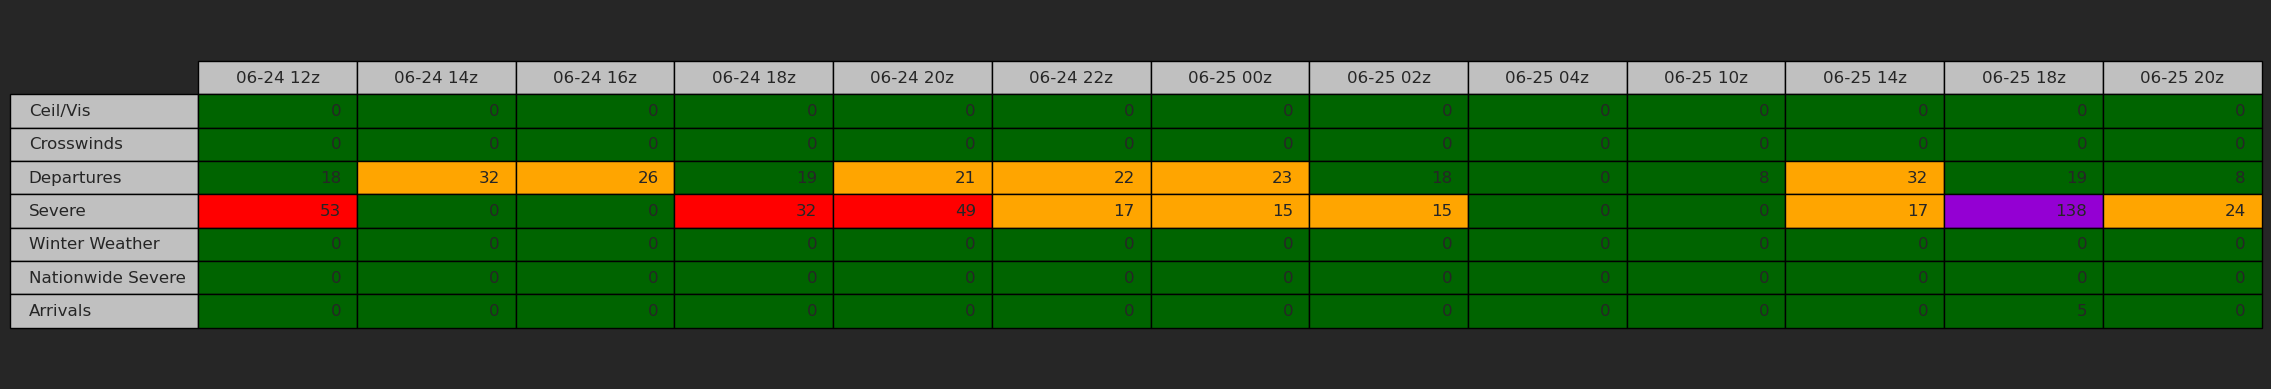 06-24 12z 06-24 14z 06-24 16z 06-24 18z 06-24 20z 06-24 22z 06-25 00z 06-25 02z 06-25 04z 06-25 10z 06-25 14z 06-25 18z 06-25 20z
Ceil/Vis 0 0 0 0 0 0 0 0 0 0 0 0 0
Crosswinds 0 0 0 0 0 0 0 0 0 0 0 0 0
Departures 18 32 26 19 21 22 23 18 0 8 32 19 8
Severe 53 0 0 32 49 17 15 15 0 0 17 138 24
Winter Weather 0 0 0 0 0 0 0 0 0 0 0 0 0
Nationwide Severe 0 0 0 0 0 0 0 0 0 0 0 0 0
Arrivals 0 0 0 0 0 0 0 0 0 0 0 5 0